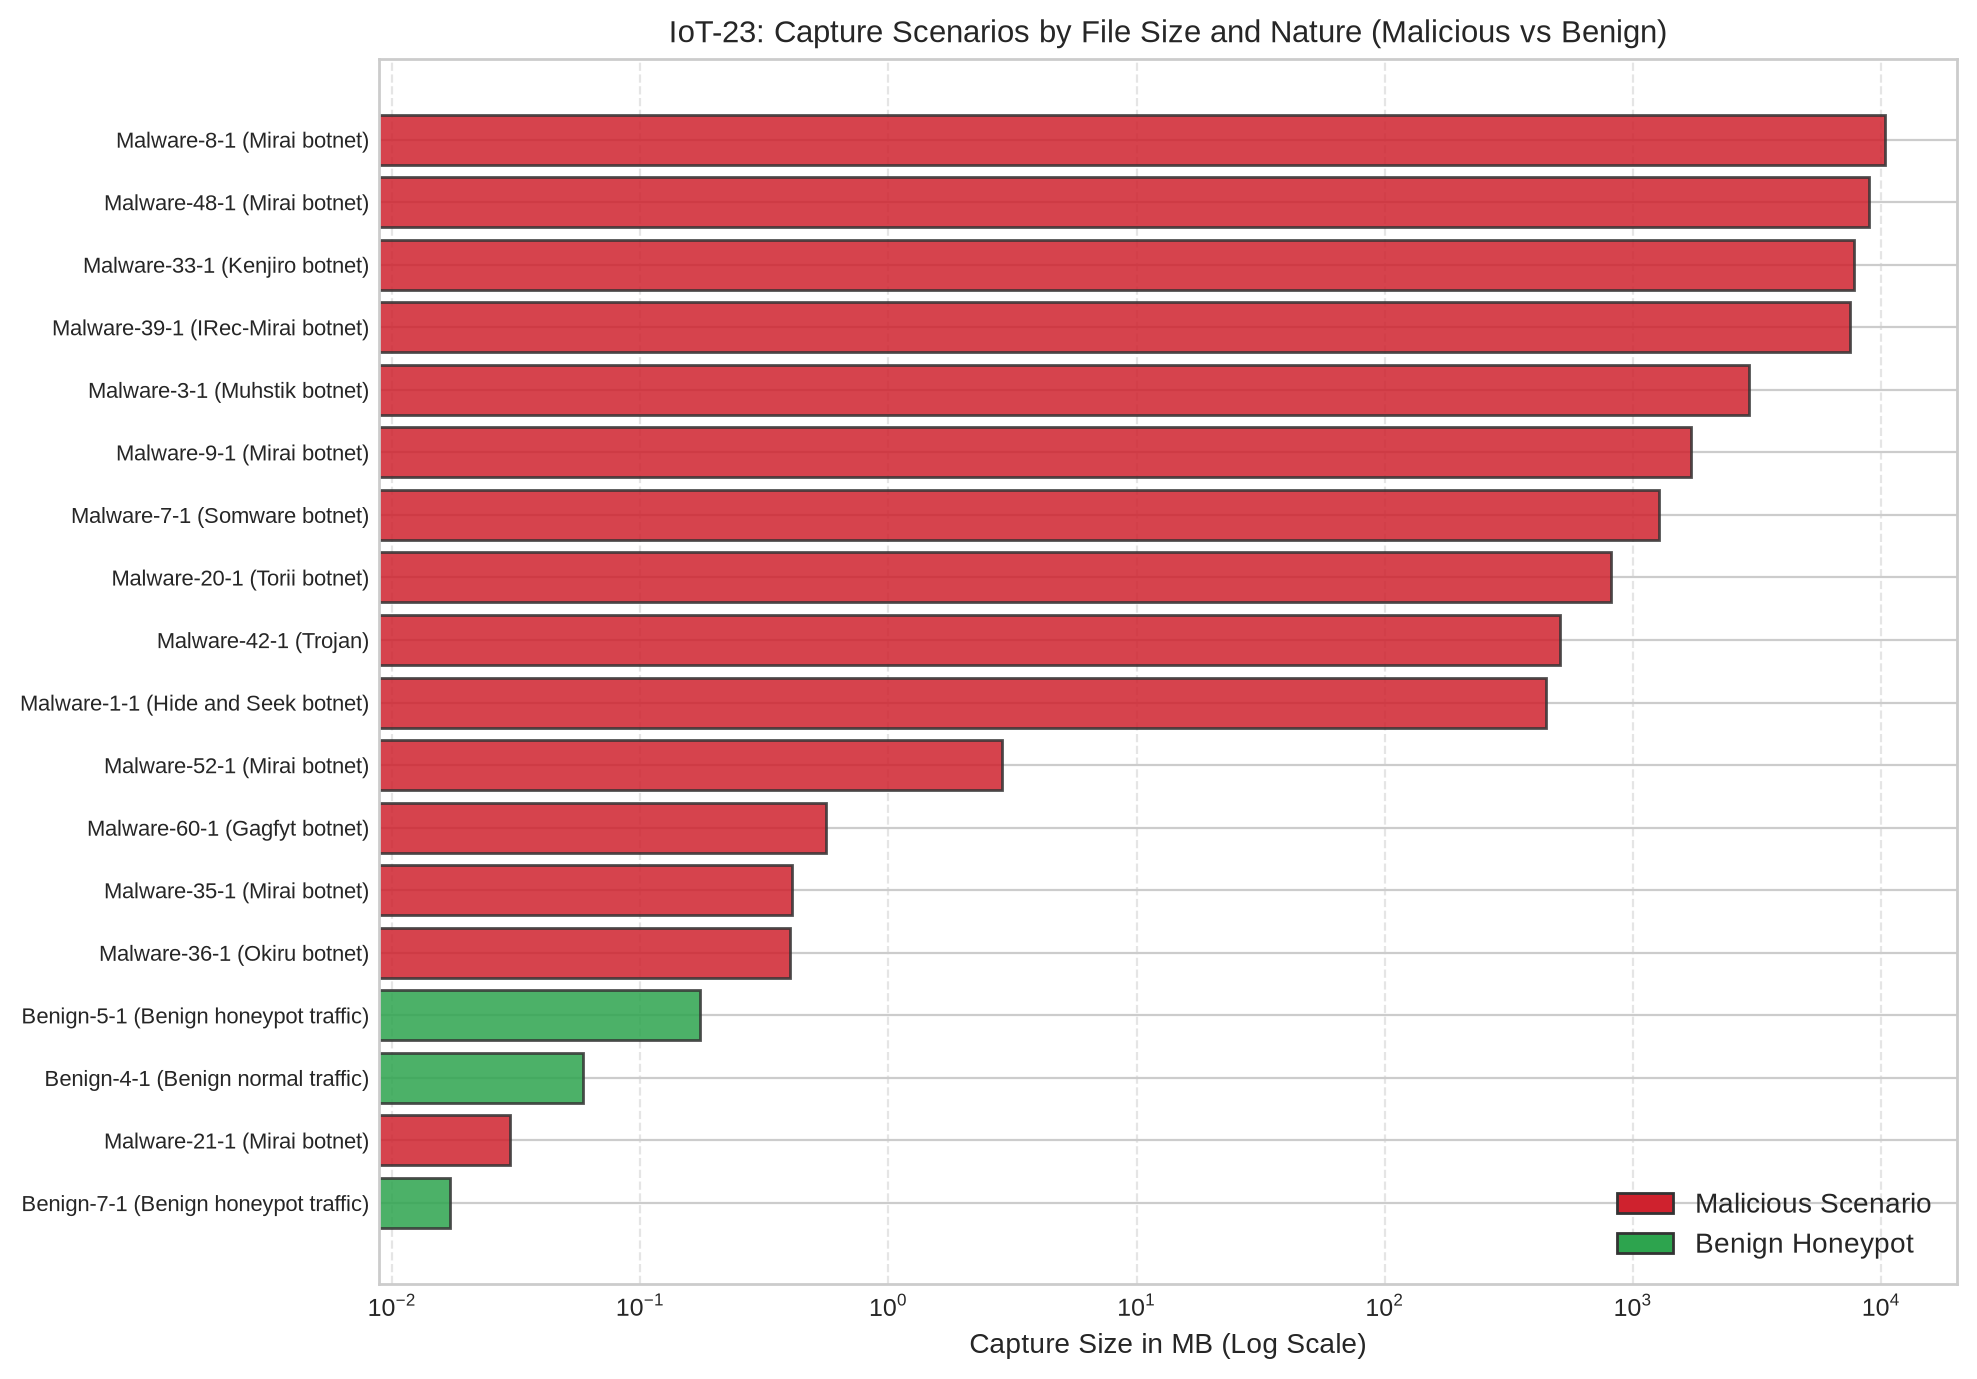 IoT-23: Capture Scenarios by File Size and Nature (Malicious vs Benign)
Malware-8-1 (Mirai botnet)
Malware-48-1 (Mirai botnet)
Malware-33-1 (Kenjiro botnet)
Malware-39-1 (IRec-Mirai botnet)
Malware-3-1 (Muhstik botnet)
Malware-9-1 (Mirai botnet)
Malware-7-1 (Somware botnet)
Malware-20-1 (Torii botnet)
Malware-42-1 (Trojan)
Malware-1-1 (Hide and Seek botnet)
Malware-52-1 (Mirai botnet)
Malware-60-1 (Gagfyt botnet)
Malware-35-1 (Mirai botnet)
Malware-36-1 (Okiru botnet)
Benign-5-1 (Benign honeypot traffic)
Benign-4-1 (Benign normal traffic)
Malware-21-1 (Mirai botnet)
Benign-7-1 (Benign honeypot traffic)
Malicious Scenario
Benign Honeypot
10⁻² 10⁻¹ 10⁰ 10¹ 10² 10³ 10⁴
Capture Size in MB (Log Scale)